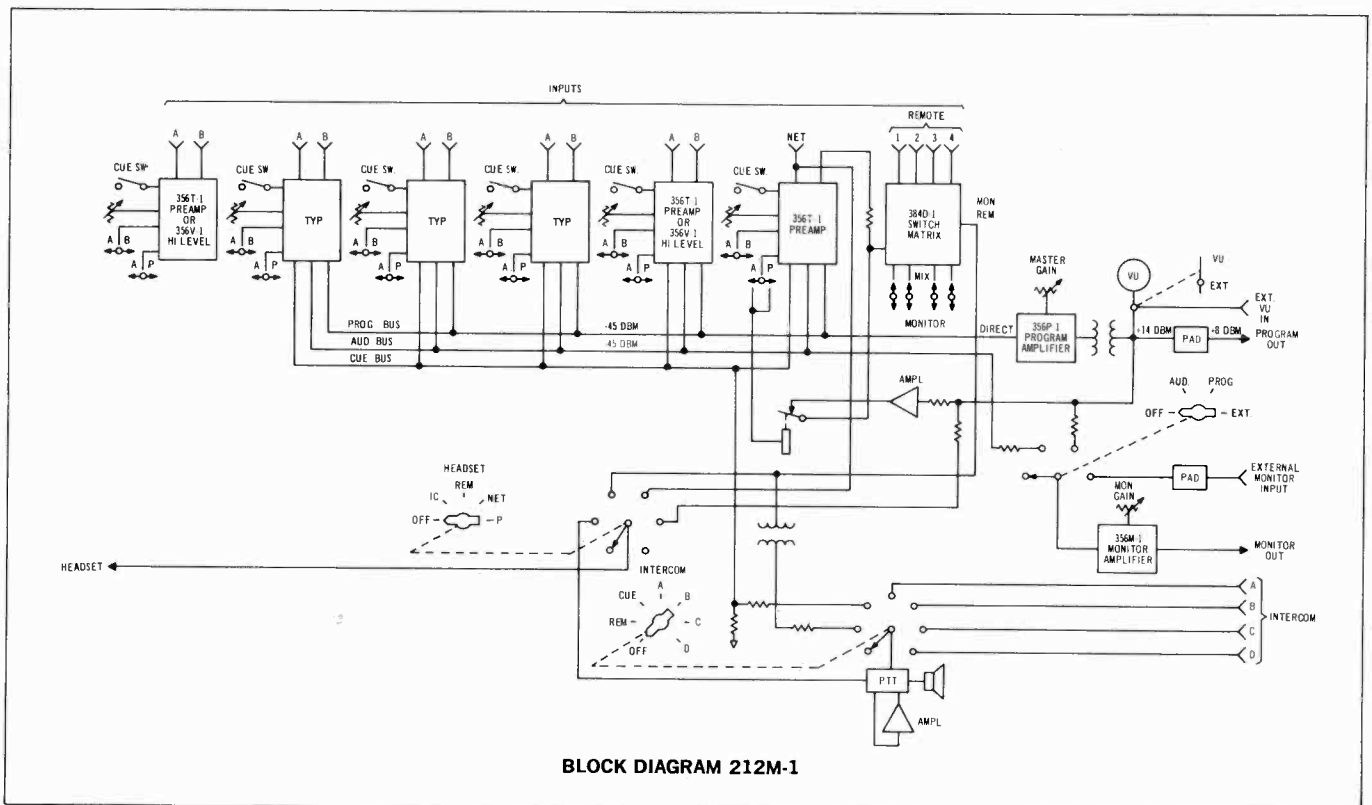 INPUTS
REMOTE
A B
A B
A B
A B
A B
NET
1 2 3 4
CUE SW.
CUE SW.
CUE SW.
CUE SW.
CUE SW.
CUE SW.
356T-1
PREAMP
OR
356V-1
HI LEVEL
TYP
TYP
TYP
356T-1
PREAMP
OR
356V-1
HI LEVEL
356T-1
PREAMP
384D-1
SWITCH
MATRIX
MON
REM
A B
A B
A B
A B
A B
A P
A P
A P
A P
A P
A P
MIX
MONITOR
MASTER
GAIN
VU
VU
EXT
EXT.
VU
IN
PROG BUS
-45 DBM
DIRECT
356P-1
PROGRAM
AMPLIFIER
+14 DBM
PAD
+8 DBM
PROGRAM
OUT
AUD BUS
-45 DBM
CUE BUS
AMPL
AUD.
PROG
OFF
EXT.
HEADSET
REM
IC
NET
OFF
P
PAD
EXTERNAL
MONITOR
INPUT
MON
GAIN
356M-1
MONITOR
AMPLIFIER
MONITOR
OUT
HEADSET
INTERCOM
A
CUE
B
REM
C
OFF
D
A
B
C
D
INTERCOM
PTT
AMPL
BLOCK DIAGRAM 212M-1